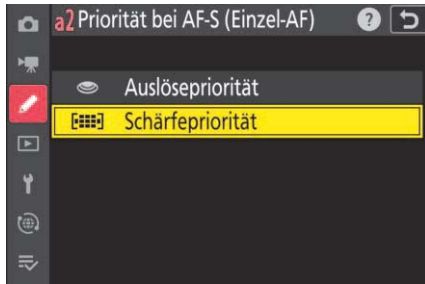 a2 Priorität bei AF-S (Einzel-AF) ?
Auslösepriorität
Schärfepriorität